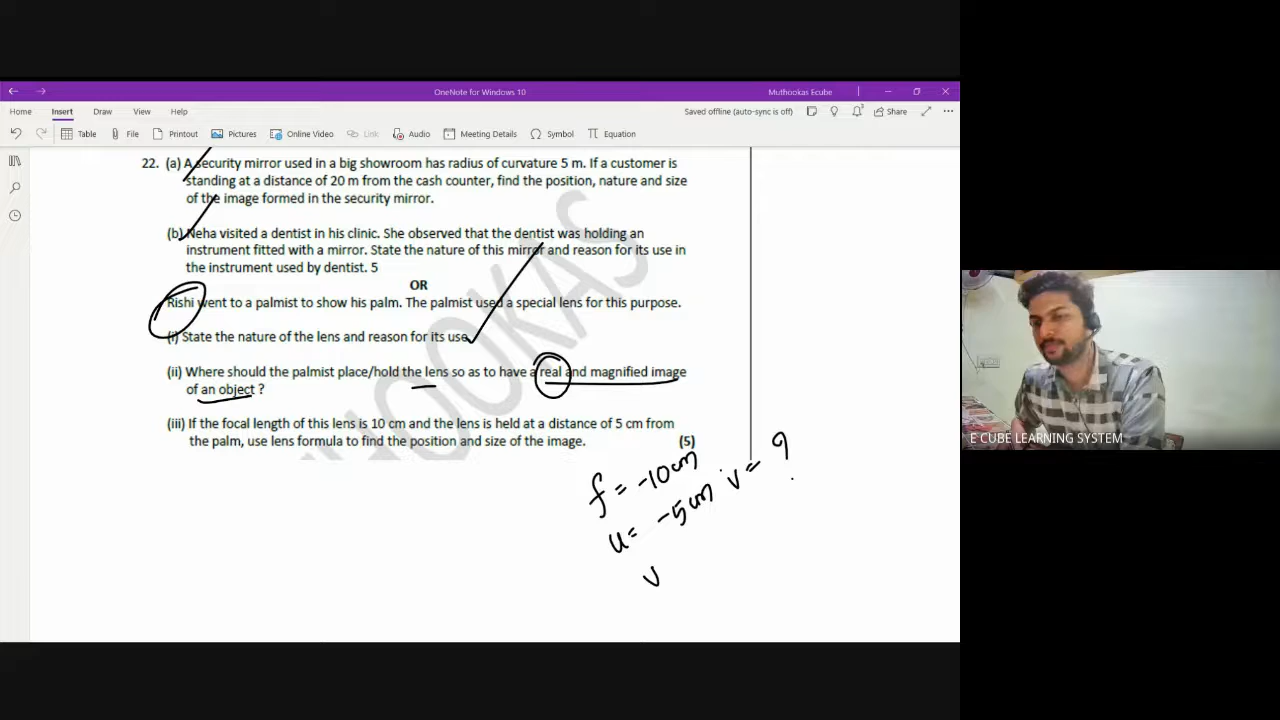 OneNote for Windows 10
Muthookas Ecube
Home Insert Draw View Help
Saved offline (auto-sync is off)
Share
Table File Printout Pictures Online Video Link Audio Meeting Details Symbol Equation
22. (a) A security mirror used in a big showroom has radius of curvature 5 m. If a customer is
standing at a distance of 20 m from the cash counter, find the position, nature and size
of the image formed in the security mirror.
(b) Neha visited a dentist in his clinic. She observed that the dentist was holding an
instrument fitted with a mirror. State the nature of this mirror and reason for its use in
the instrument used by dentist. 5
OR
Rishi went to a palmist to show his palm. The palmist used a special lens for this purpose.
(i) State the nature of the lens and reason for its use.
(ii) Where should the palmist place/hold the lens so as to have a real and magnified image
of an object ?
(iii) If the focal length of this lens is 10 cm and the lens is held at a distance of 5 cm from
the palm, use lens formula to find the position and size of the image.
(5)
f = -10cm
u = -5cm v = ?
v
E CUBE LEARNING SYSTEM